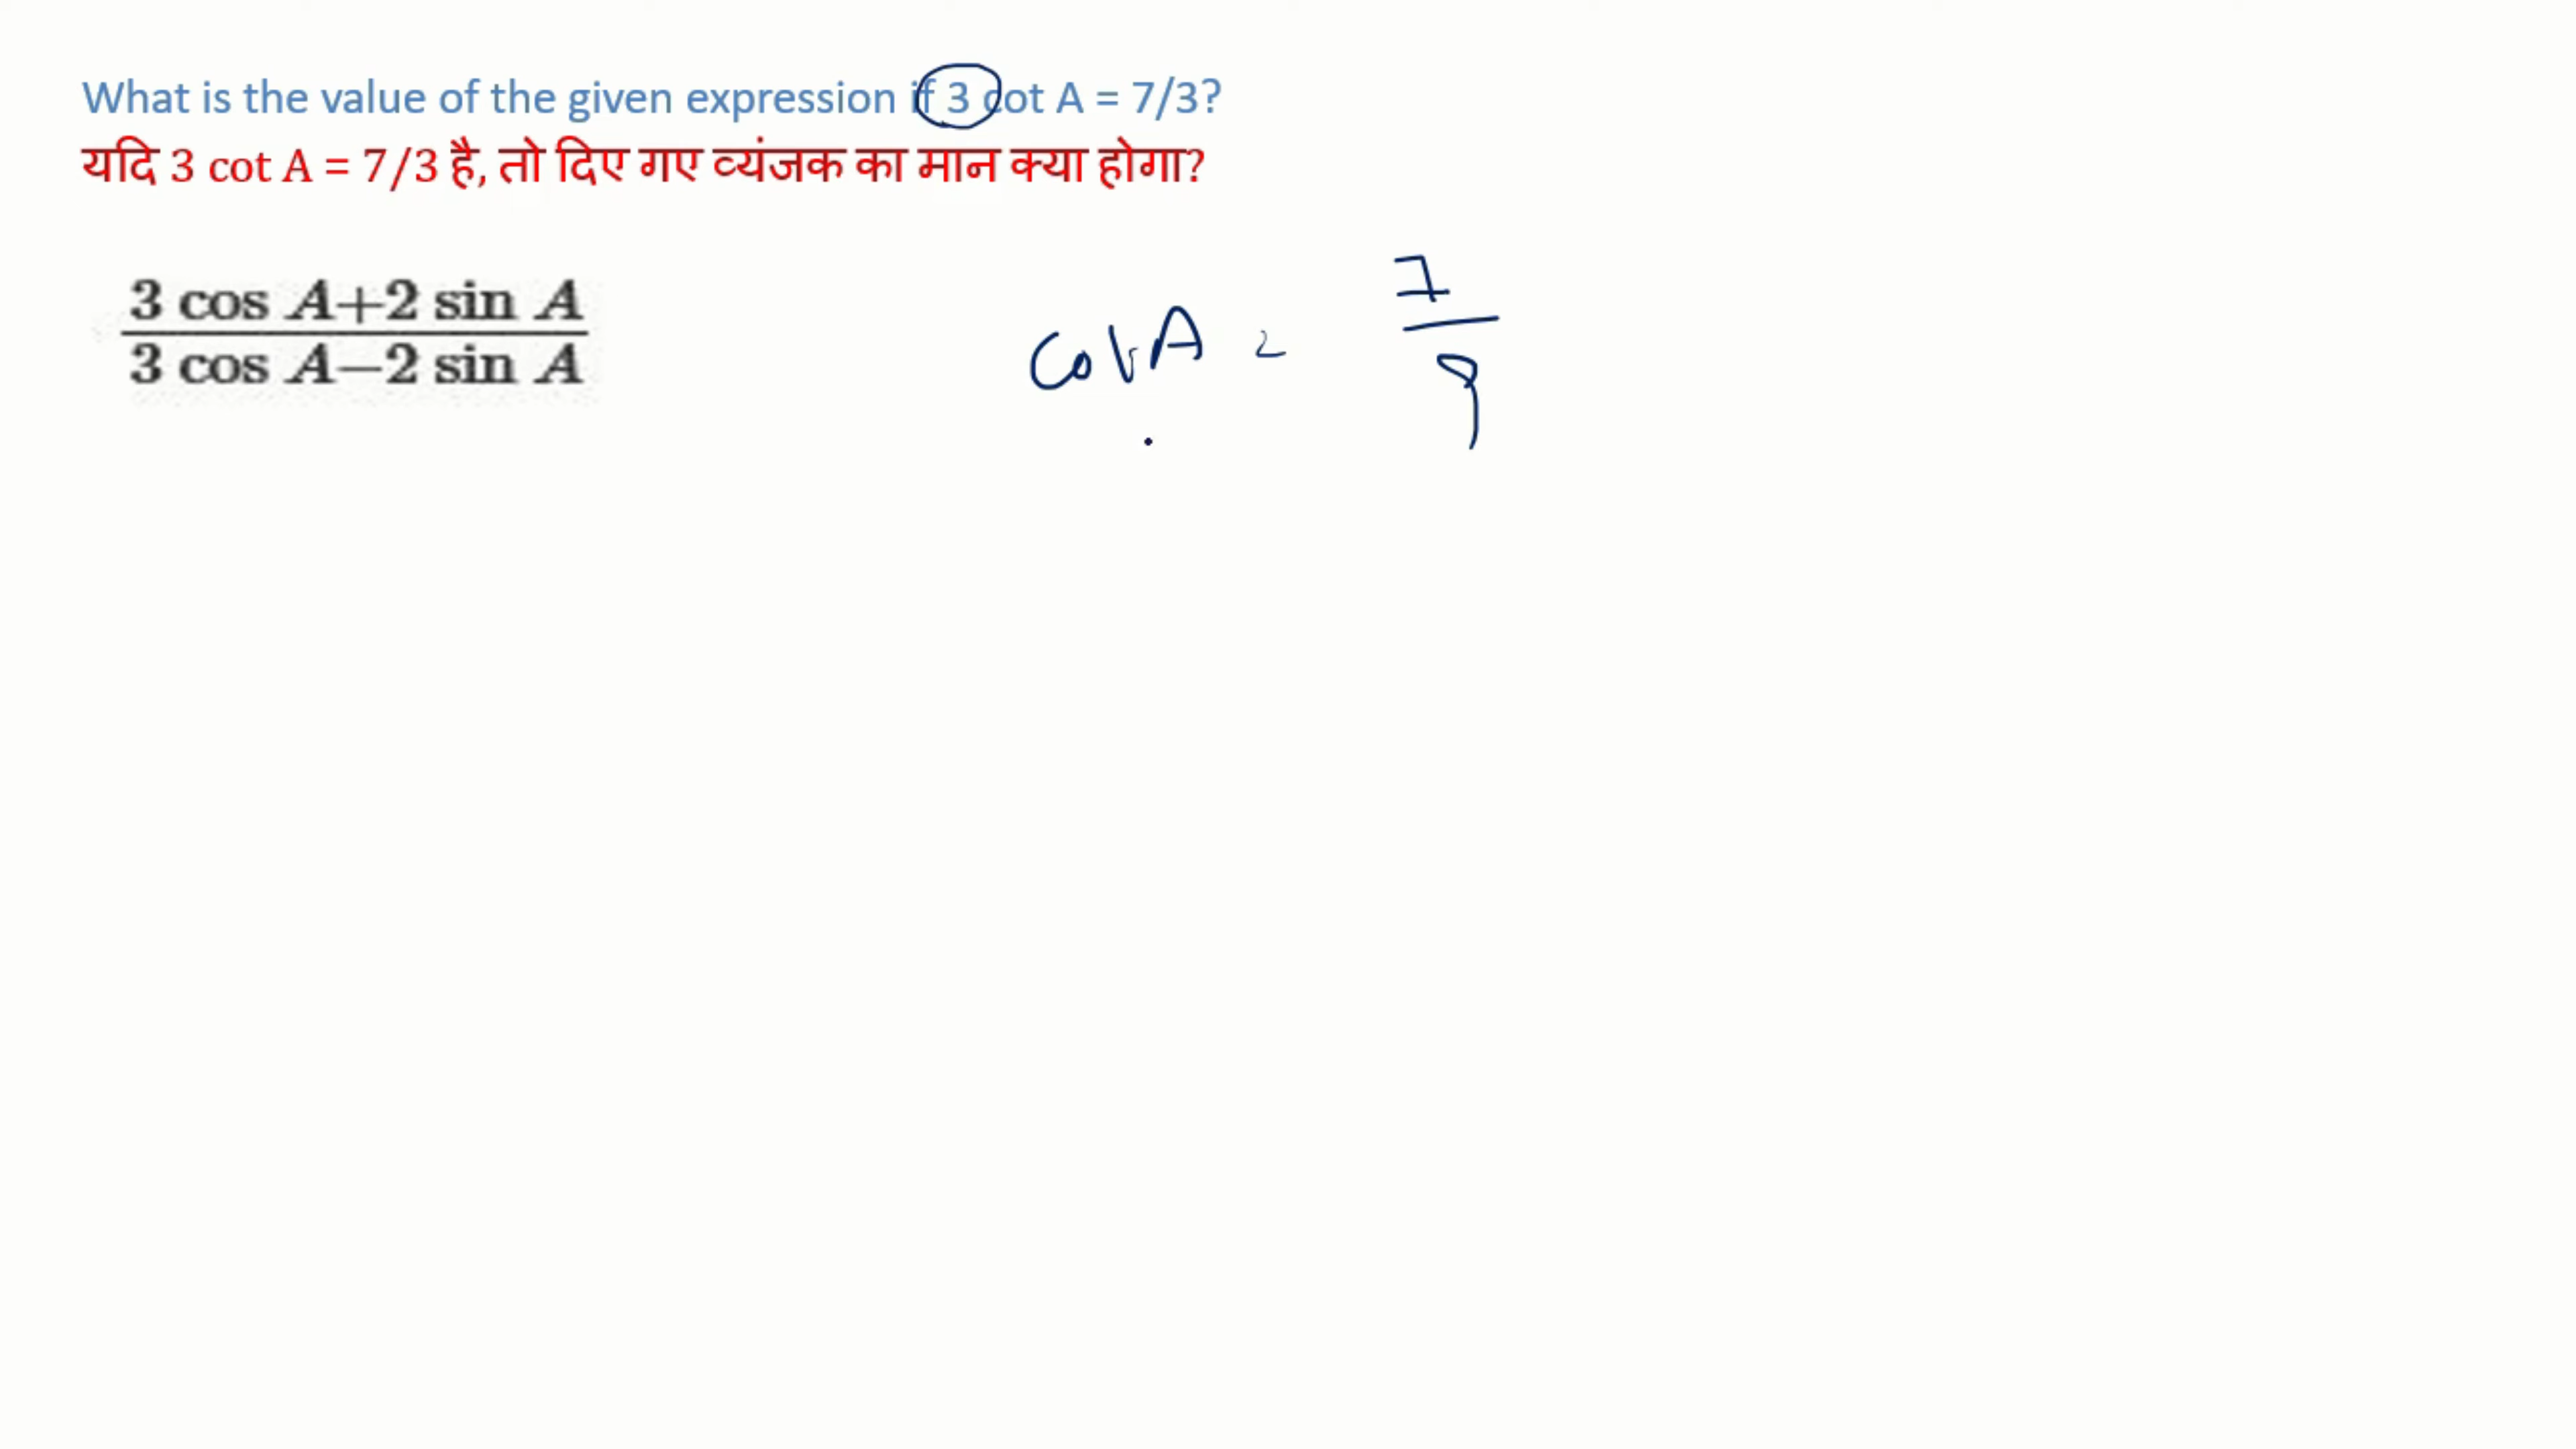 What is the value of the given expression if 3 cot A = 7/3?
यदि 3 cot A = 7/3 है, तो दिए गए व्यंजक का मान क्या होगा?
3 cos A+2 sin A
3 cos A−2 sin A
cot A = 7
9